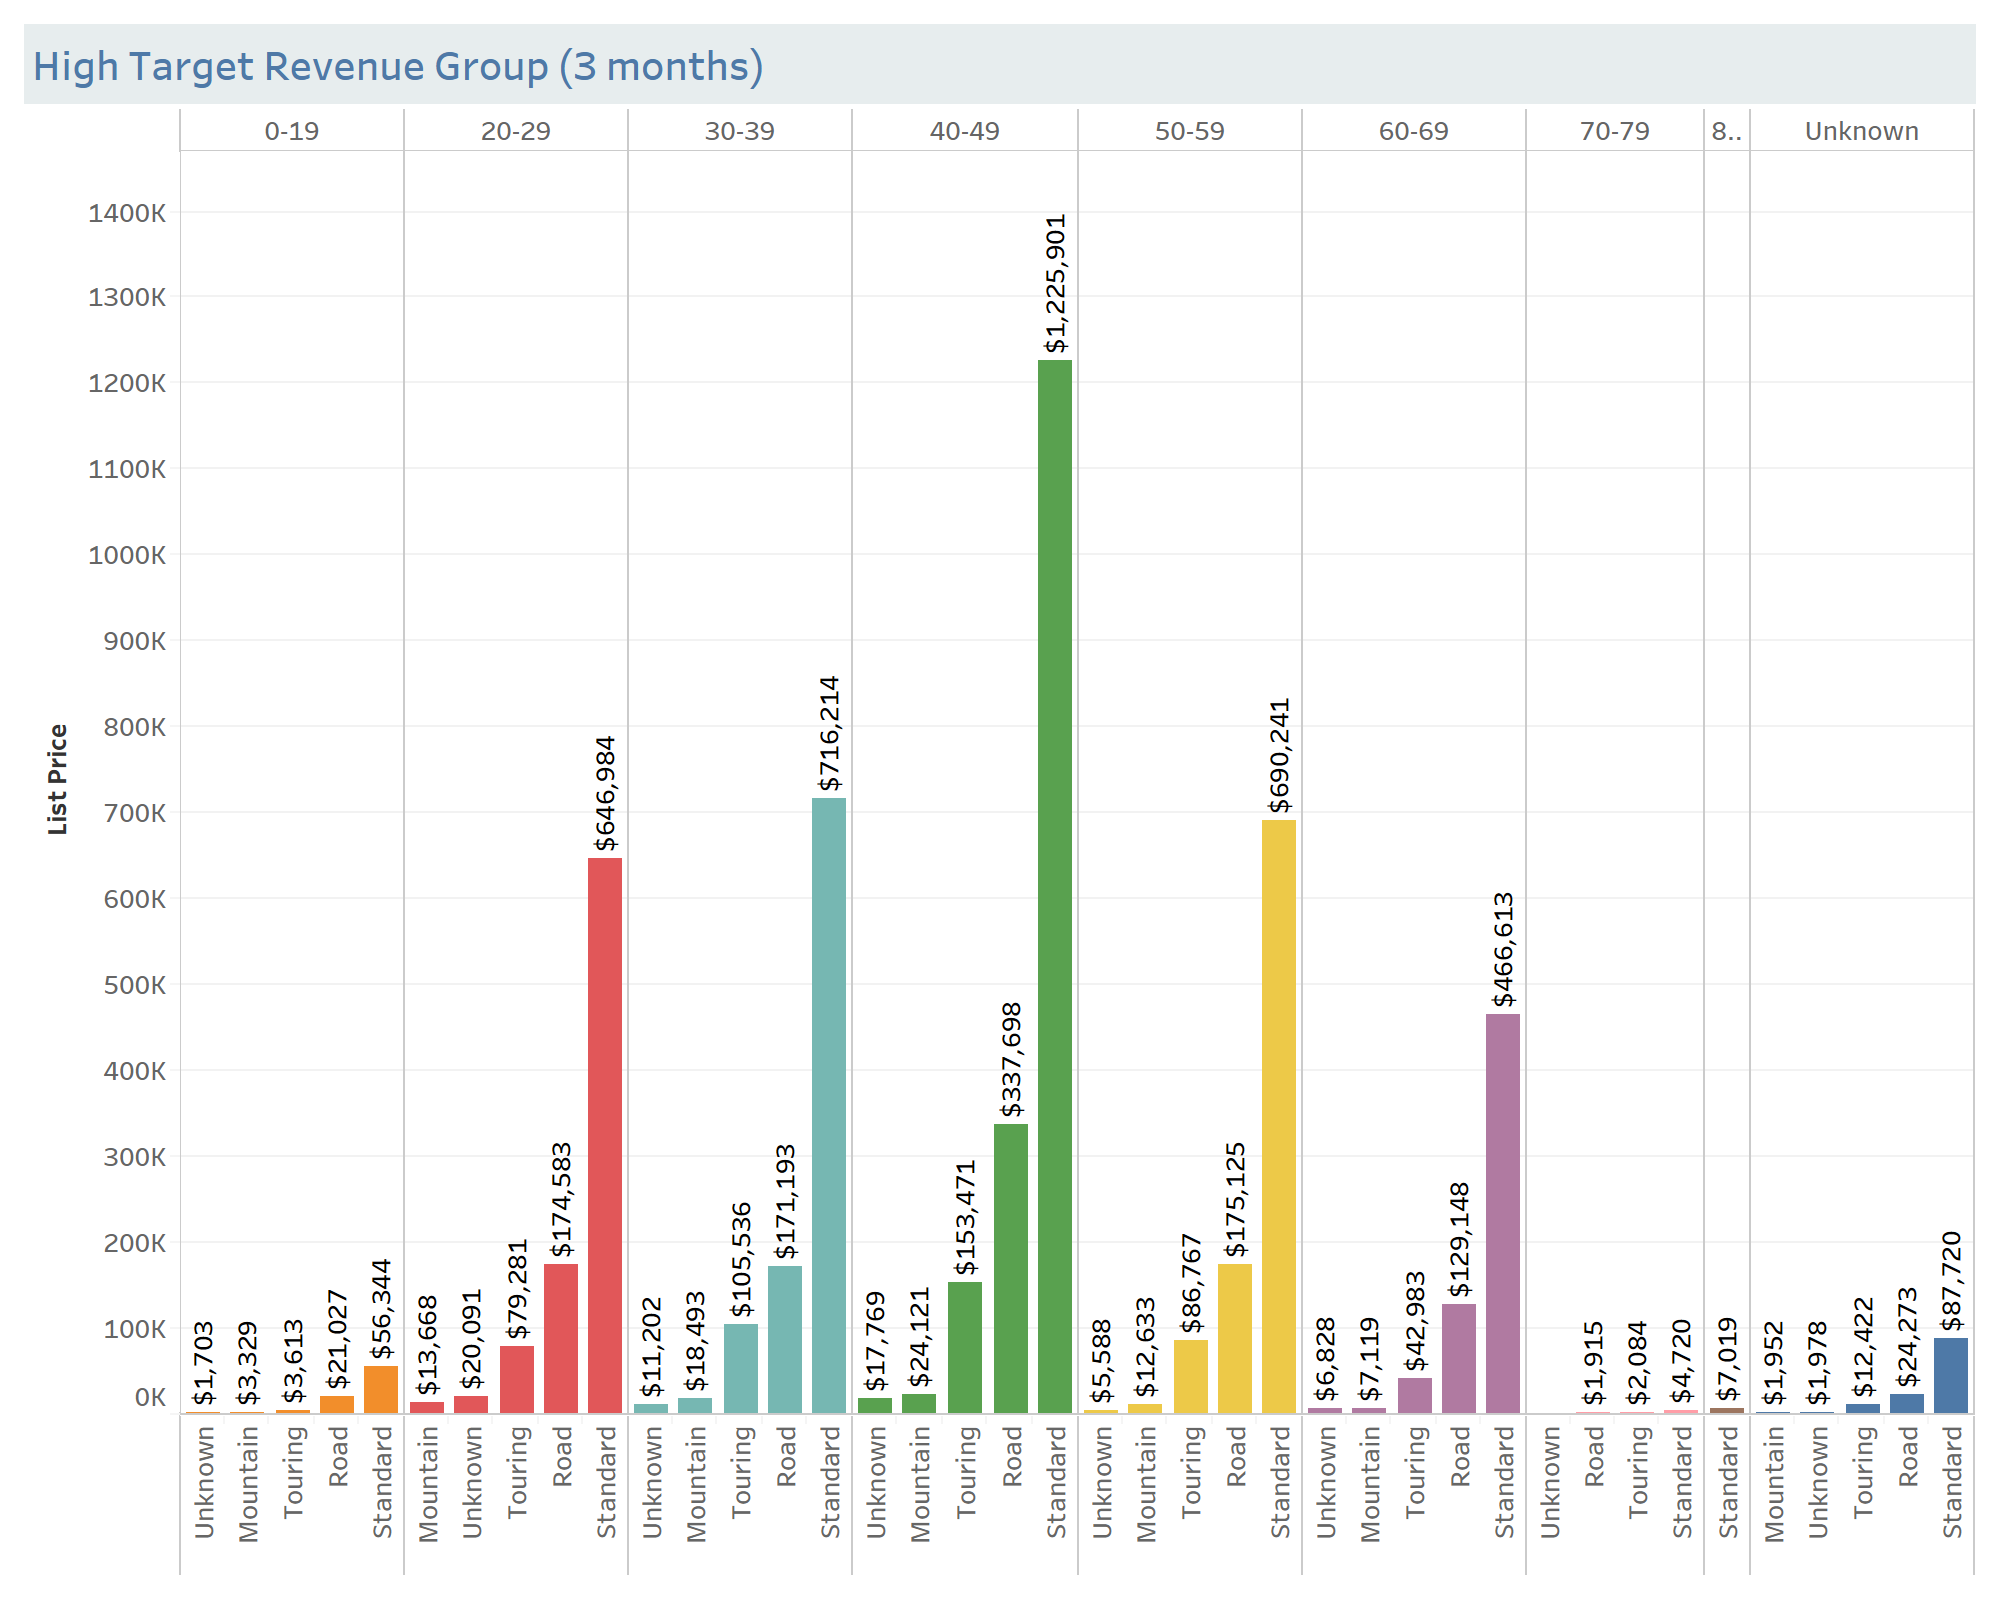 High Target Revenue Group (3 months)
0-19 20-29 30-39 40-49 50-59 60-69 70-79 8.. Unknown
List Price
1400K
1300K
1200K
1100K
1000K
900K
800K
700K
600K
500K
400K
300K
200K
100K
0K
$1,703
$3,329
$3,613
$21,027
$56,344
$13,668
$20,091
$79,281
$174,583
$646,984
$11,202
$18,493
$105,536
$171,193
$716,214
$17,769
$24,121
$153,471
$337,698
$1,225,901
$5,588
$12,633
$86,767
$175,125
$690,241
$6,828
$7,119
$42,983
$129,148
$466,613
$1,915
$2,084
$4,720
$7,019
$1,952
$1,978
$12,422
$24,273
$87,720
Unknown
Mountain
Touring
Road
Standard
Mountain
Unknown
Touring
Road
Standard
Unknown
Mountain
Touring
Road
Standard
Unknown
Mountain
Touring
Road
Standard
Unknown
Mountain
Touring
Road
Standard
Unknown
Mountain
Touring
Road
Standard
Unknown
Road
Touring
Standard
Standard
Mountain
Unknown
Touring
Road
Standard